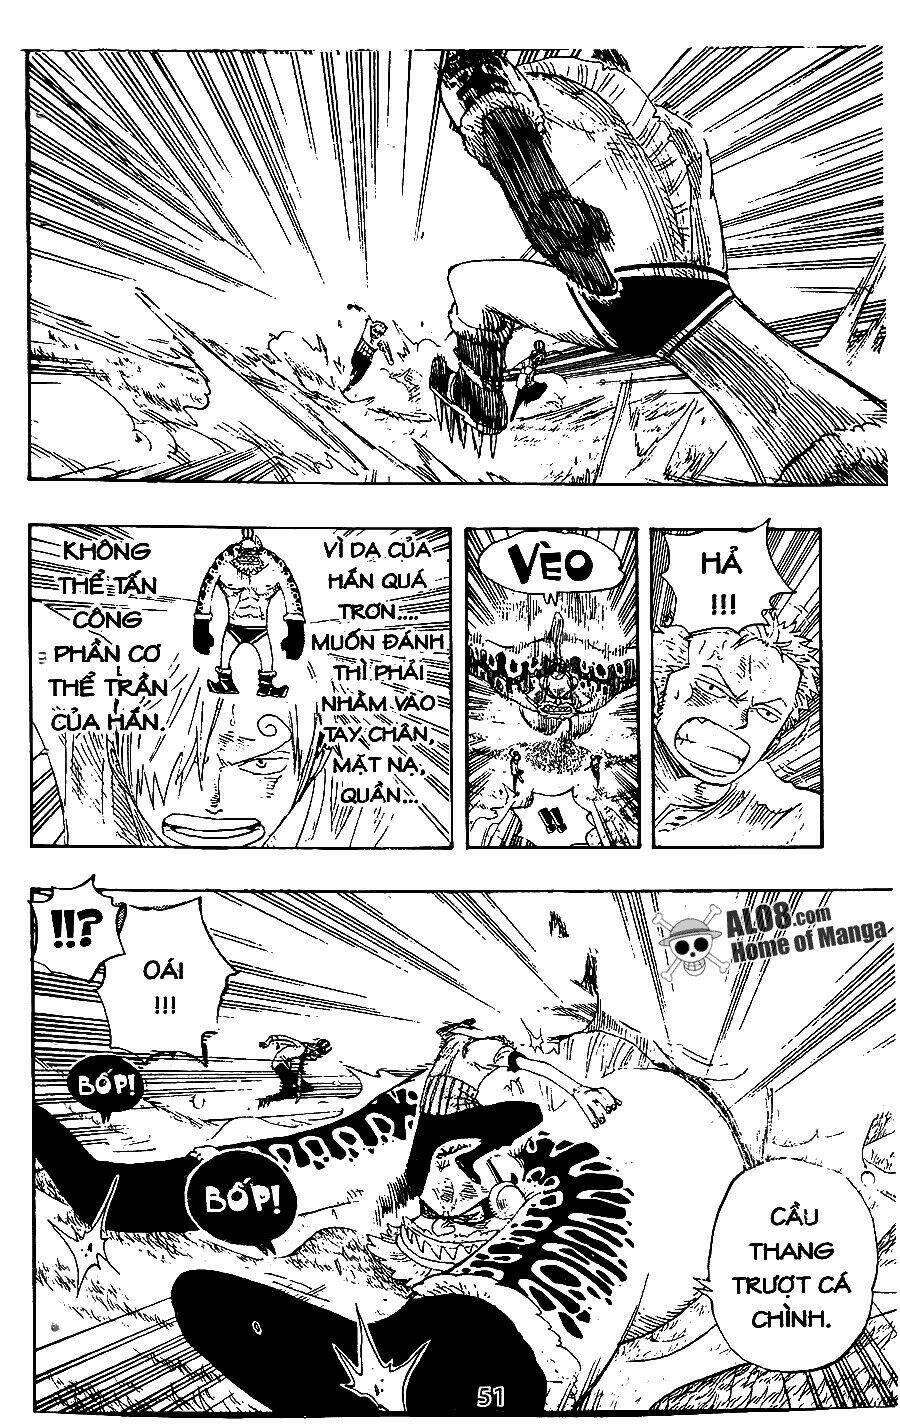 HẢ
!!!
VÈO
!!
VÌ DA CỦA
HẮN QUÁ
TRƠN....
MUỐN ĐÁNH
THÌ PHẢI
NHẰM VÀO
TAY CHÂN,
MẶT NẠ,
QUẦN...
KHÔNG
THỂ TẤN
CÔNG
PHẦN CƠ
THỂ TRẦN
CỦA HẮN.
!!?
OÁI
!!!
AL08.com
Home of Manga
BỐP!
BỐP!
CẦU
THANG
TRƯỢT CÁ
CHÌNH.
51